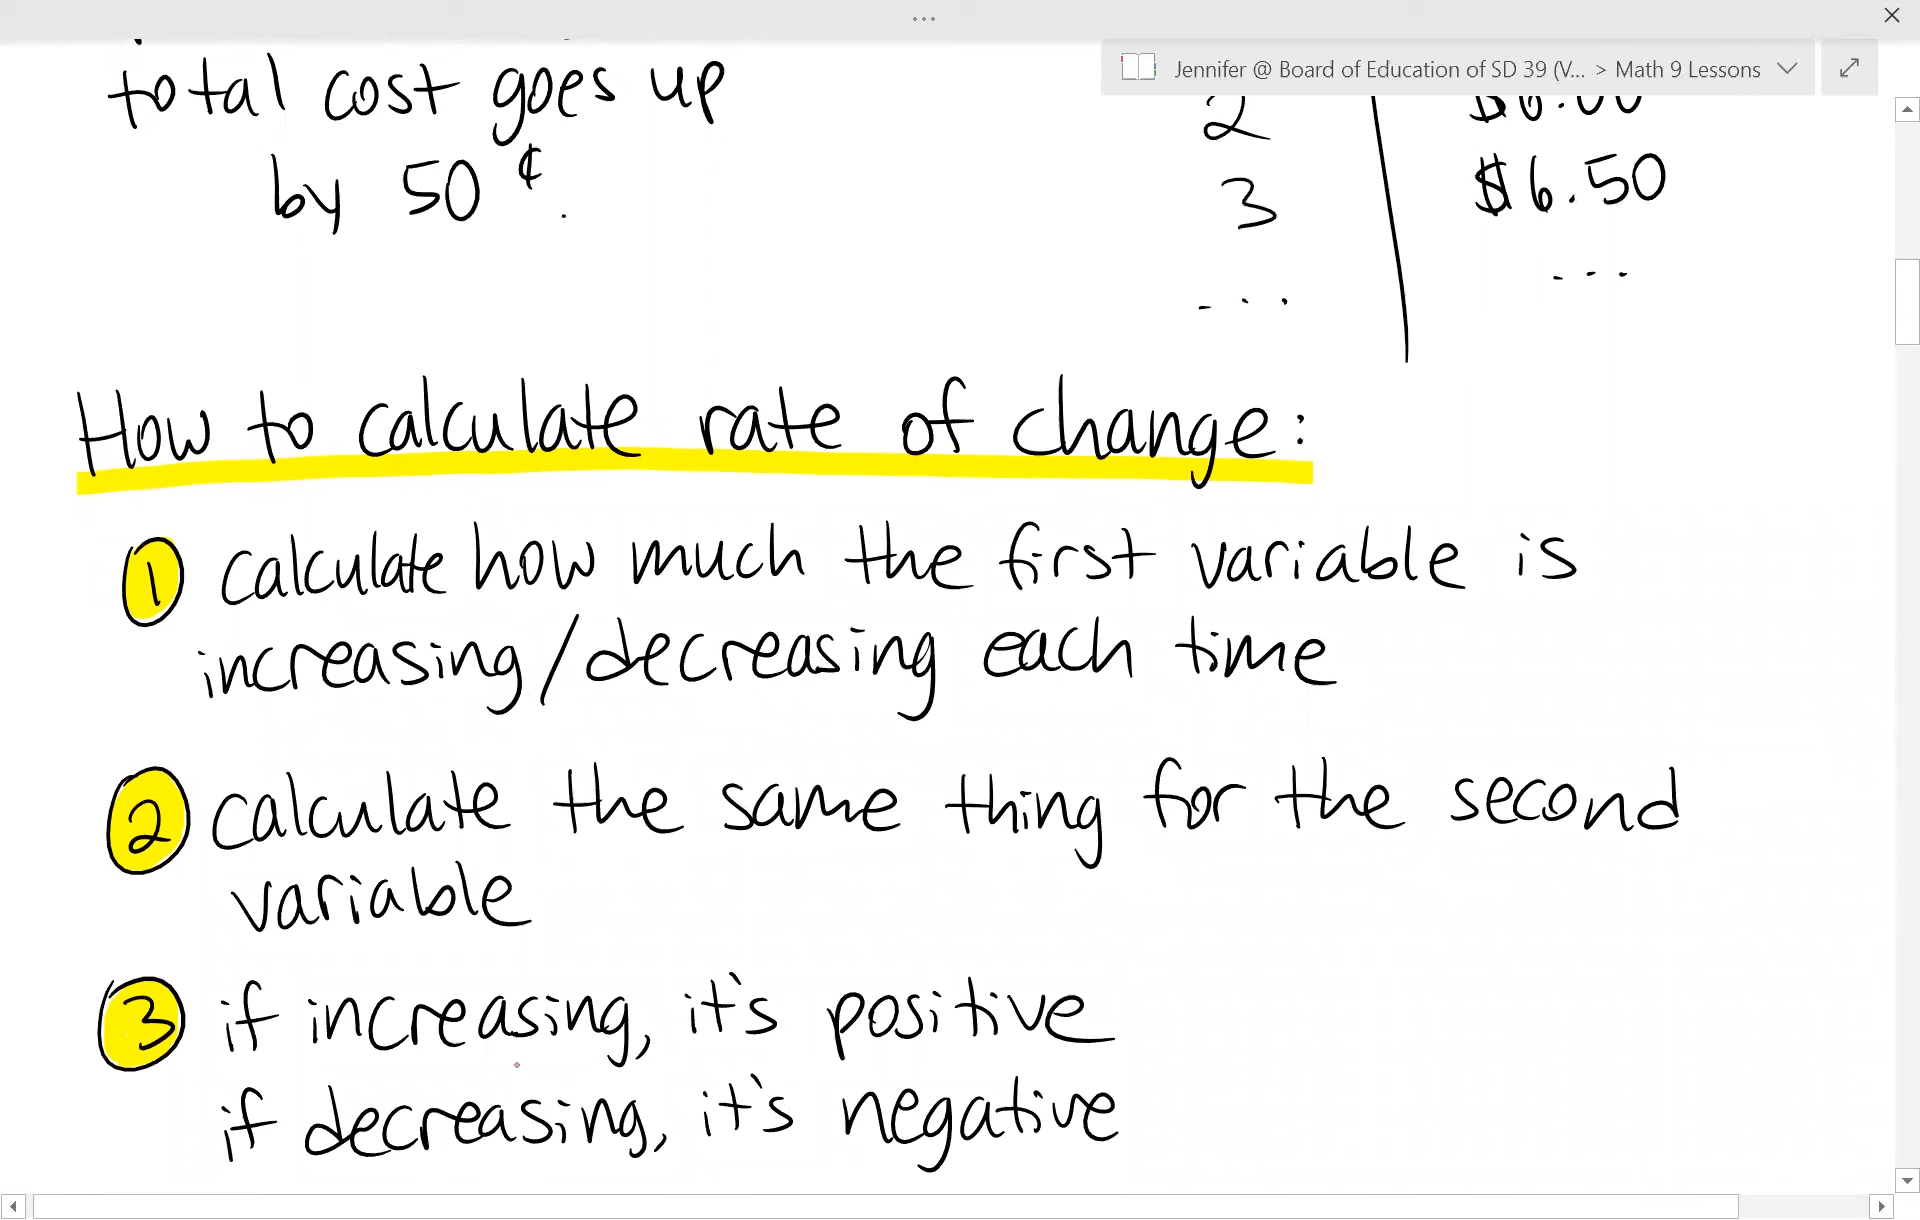 ...
Jennifer @ Board of Education of SD 39 (V... > Math 9 Lessons
total cost goes up
by 50 ¢.
2 $6.00
3 $6.50
... ...
How to calculate rate of change:
1 calculate how much the first variable is
increasing/decreasing each time
2 calculate the same thing for the second
variable
3 if increasing, it's positive
if decreasing, it's negative